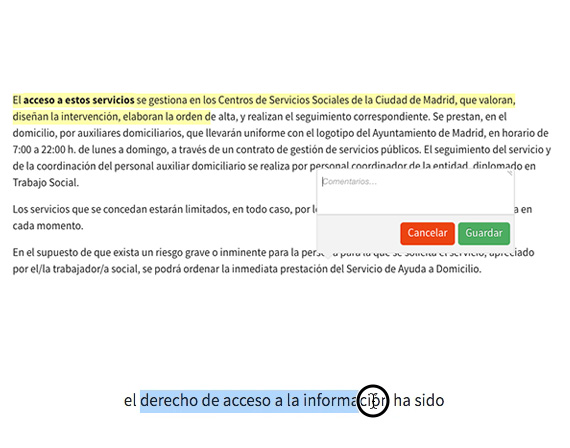 El acceso a estos servicios se gestiona en los Centros de Servicios Sociales de la Ciudad de Madrid, que valoran,
diseñan la intervención, elaboran la orden de alta, y realizan el seguimiento correspondiente. Se prestan, en el
domicilio, por auxiliares domiciliarios, que llevarán uniforme con el logotipo del Ayuntamiento de Madrid, en horario de
7:00 a 22:00 h. de lunes a domingo, a través de un contrato de gestión de servicios públicos. El seguimiento del servicio y
de la coordinación del personal auxiliar domiciliario se realiza por personal coordinador de la entidad, diplomado en
Trabajo Social.
Comentarios...
Los servicios que se concedan estarán limitados, en todo caso, por en
cada momento.
Cancelar Guardar
En el supuesto de que exista un riesgo grave o inminente para la para la que se solicita el servicio, apreciado
por el/la trabajador/a social, se podrá ordenar la inmediata prestación del Servicio de Ayuda a Domicilio.
el derecho de acceso a la información ha sido